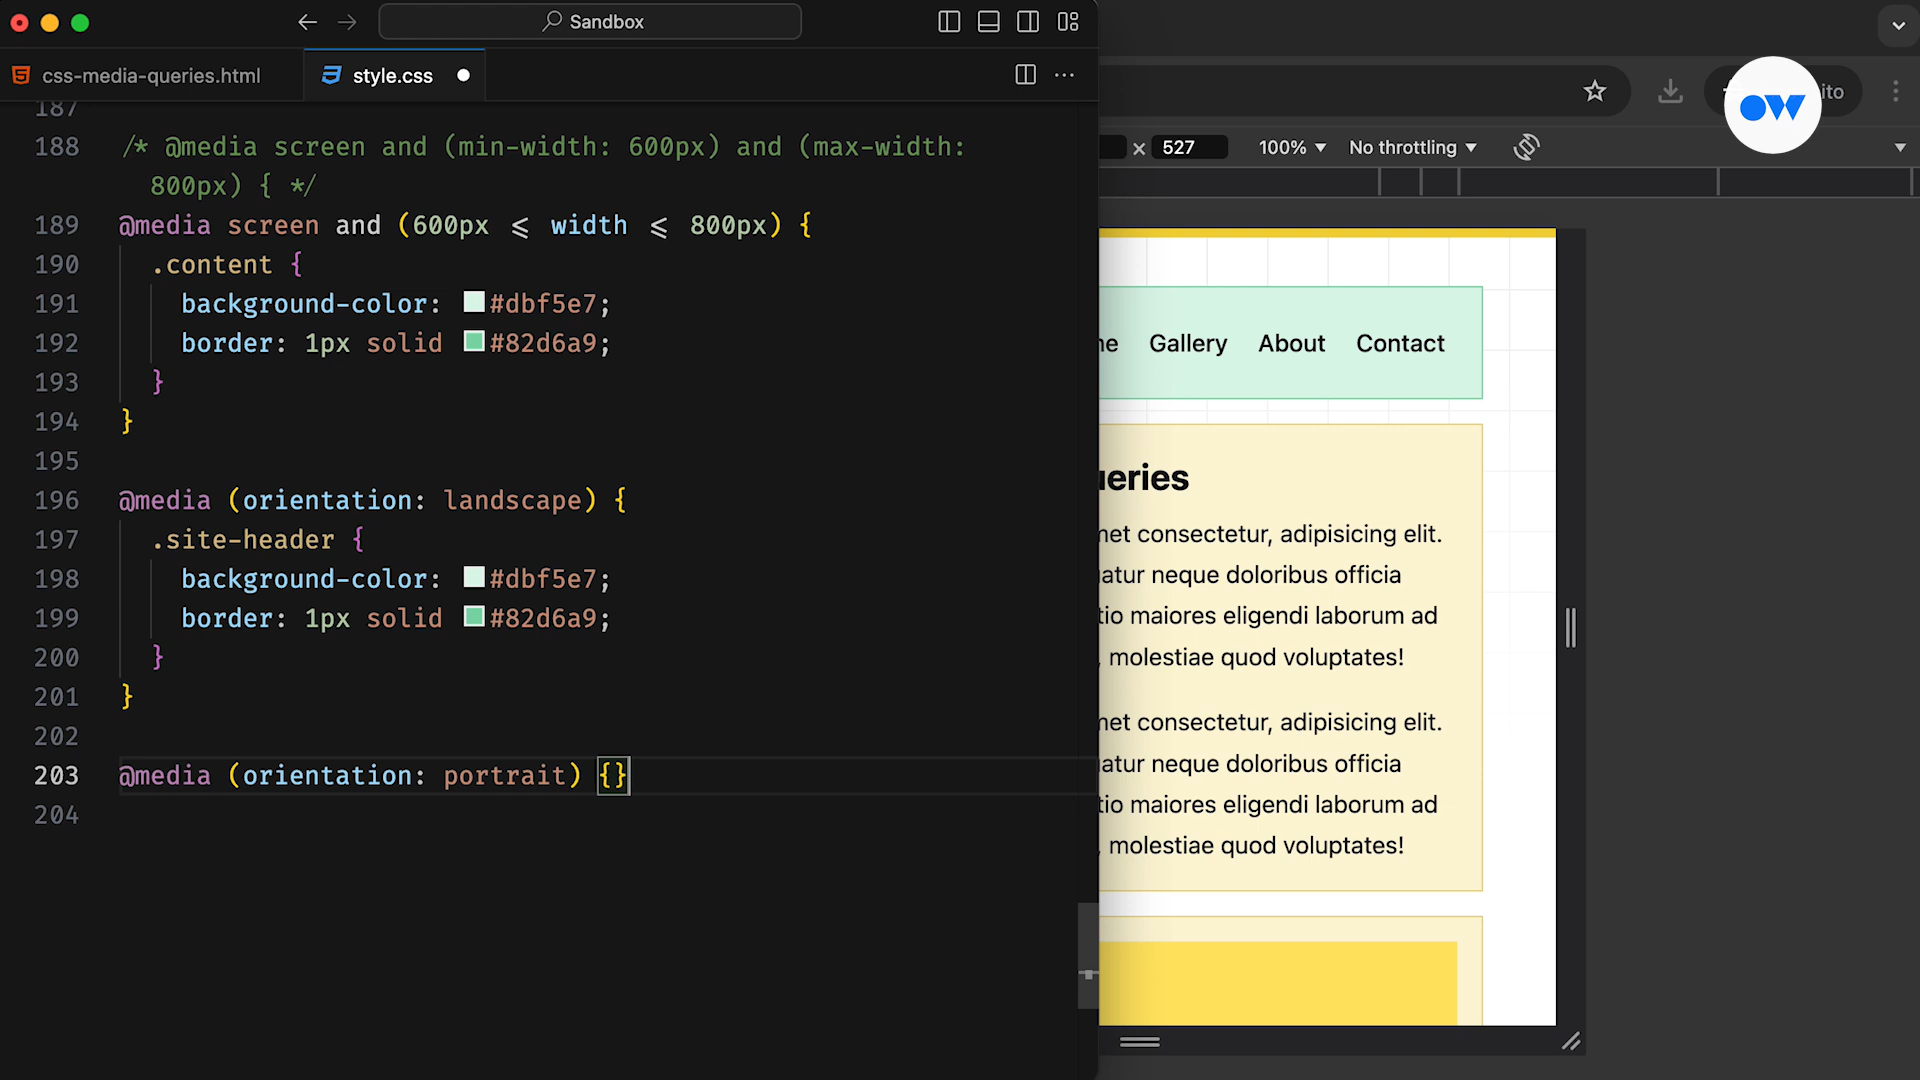 Sandbox
css-media-queries.html
style.css
187
188 /* @media screen and (min-width: 600px) and (max-width:
800px) { */
189 @media screen and (600px <= width <= 800px) {
190 .content {
191 background-color: #dbf5e7;
192 border: 1px solid #82d6a9;
193 }
194 }
195
196 @media (orientation: landscape) {
197 .site-header {
198 background-color: #dbf5e7;
199 border: 1px solid #82d6a9;
200 }
201 }
202
203 @media (orientation: portrait) {}
204
OW
ito
× 527 100% No throttling
ne Gallery About Contact
ueries
net consectetur, adipisicing elit.
atur neque doloribus officia
tio maiores eligendi laborum ad
, molestiae quod voluptates!
net consectetur, adipisicing elit.
atur neque doloribus officia
tio maiores eligendi laborum ad
, molestiae quod voluptates!